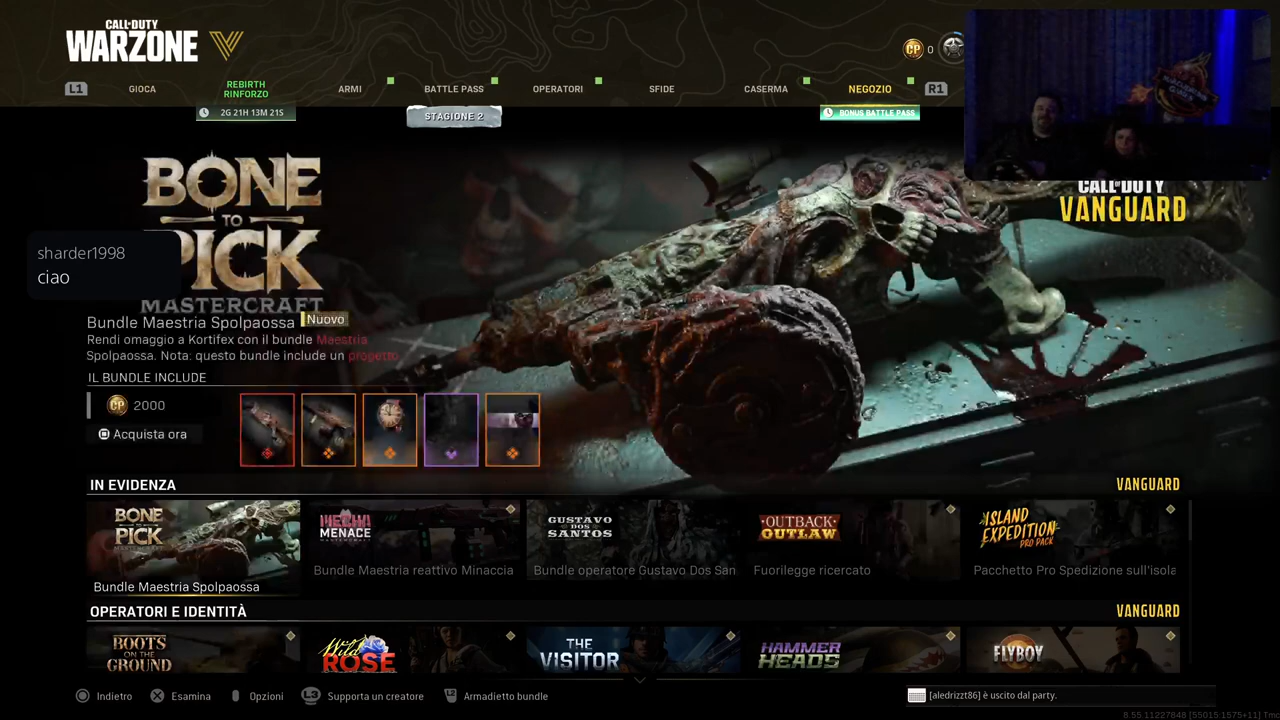 CALL·DUTY
WARZONE
CP 0
L1
GIOCA
REBIRTH
RINFORZO
ARMI
BATTLE PASS
OPERATORI
SFIDE
CASERMA
NEGOZIO
R1
2G 21H 13M 21S
STAGIONE 2
BONUS BATTLE PASS
BONE
TO
PICK
MASTERCRAFT
CALL·DUTY
VANGUARD
sharder1998
ciao
Bundle Maestria Spolpaossa Nuovo
Rendi omaggio a Kortifex con il bundle Maestria
Spolpaossa. Nota: questo bundle include un progetto
IL BUNDLE INCLUDE
CP 2000
Acquista ora
IN EVIDENZA
VANGUARD
BONE
TO
PICK
MASTERCRAFT
Bundle Maestria Spolpaossa
MECHA
MENACE
MASTERCRAFT
Bundle Maestria reattivo Minaccia
GUSTAVO
DOS
SANTOS
Bundle operatore Gustavo Dos San
OUTBACK
OUTLAW
Fuorilegge ricercato
ISLAND
EXPEDITION
PRO PACK
Pacchetto Pro Spedizione sull'isola
OPERATORI E IDENTITÀ
VANGUARD
BOOTS
ON THE
GROUND
Wild
ROSE
THE
VISITOR
HAMMER
HEADS
FLYBOY
Indietro
Esamina
Opzioni
L3 Supporta un creatore
Armadietto bundle
[aledrizzt86] è uscito dal party.